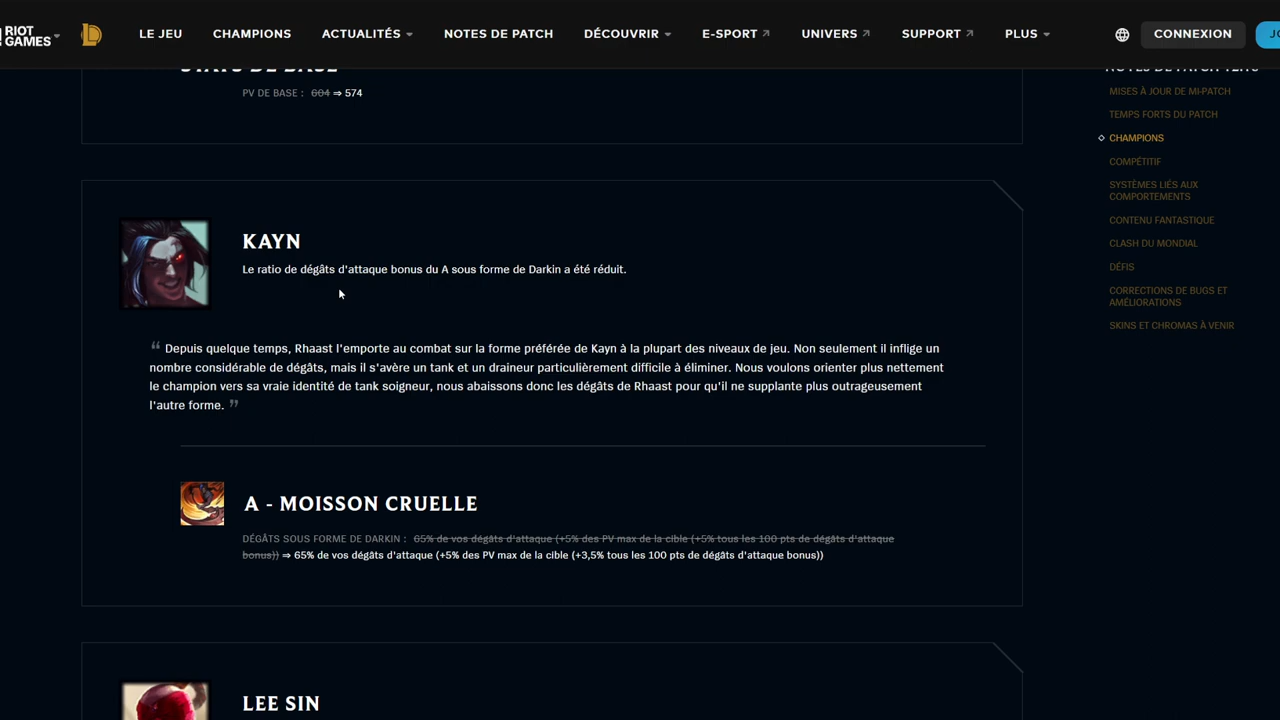 RIOT GAMES
LE JEU CHAMPIONS ACTUALITÉS NOTES DE PATCH DÉCOUVRIR E-SPORT UNIVERS SUPPORT PLUS CONNEXION
PV DE BASE : 604 ⇒ 574
KAYN
Le ratio de dégâts d'attaque bonus du A sous forme de Darkin a été réduit.
“ Depuis quelque temps, Rhaast l'emporte au combat sur la forme préférée de Kayn à la plupart des niveaux de jeu. Non seulement il inflige un
nombre considérable de dégâts, mais il s'avère un tank et un draineur particulièrement difficile à éliminer. Nous voulons orienter plus nettement
le champion vers sa vraie identité de tank soigneur, nous abaissons donc les dégâts de Rhaast pour qu'il ne supplante plus outrageusement
l'autre forme. ”
A - MOISSON CRUELLE
DÉGÂTS SOUS FORME DE DARKIN : 65% de vos dégâts d'attaque (+5% des PV max de la cible (+5% tous les 100 pts de dégâts d'attaque
bonus)) ⇒ 65% de vos dégâts d'attaque (+5% des PV max de la cible (+3,5% tous les 100 pts de dégâts d'attaque bonus))
LEE SIN
MISES À JOUR DE MI-PATCH
TEMPS FORTS DU PATCH
CHAMPIONS
COMPÉTITIF
SYSTÈMES LIÉS AUX
COMPORTEMENTS
CONTENU FANTASTIQUE
CLASH DU MONDIAL
DÉFIS
CORRECTIONS DE BUGS ET
AMÉLIORATIONS
SKINS ET CHROMAS À VENIR